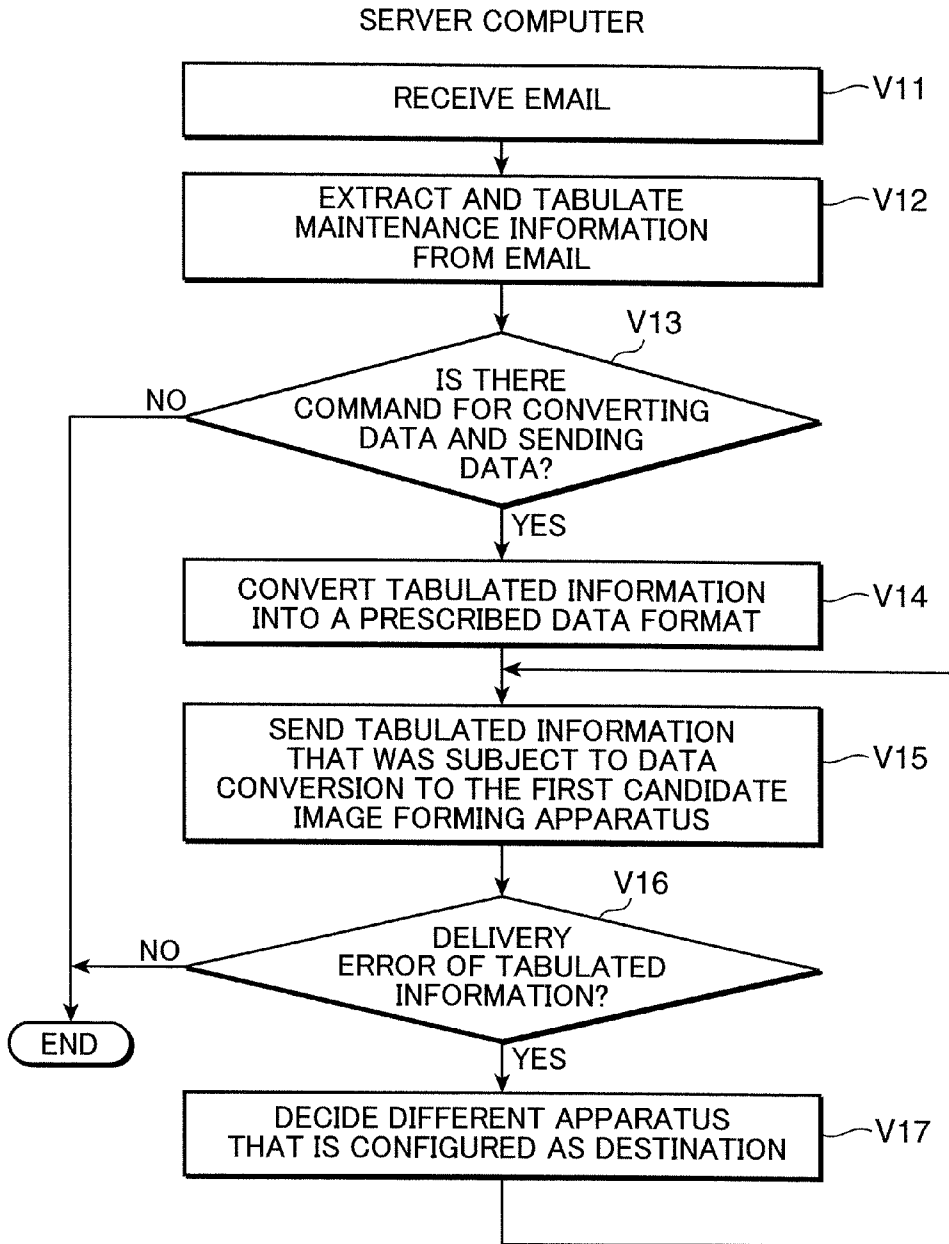 SERVER COMPUTER
RECEIVE EMAIL
V11
EXTRACT AND TABULATE
MAINTENANCE INFORMATION
FROM EMAIL
V12
V13
IS THERE
COMMAND FOR CONVERTING
DATA AND SENDING
DATA?
NO
YES
CONVERT TABULATED INFORMATION
INTO A PRESCRIBED DATA FORMAT
V14
SEND TABULATED INFORMATION
THAT WAS SUBJECT TO DATA
CONVERSION TO THE FIRST CANDIDATE
IMAGE FORMING APPARATUS
V15
V16
DELIVERY
ERROR OF TABULATED
INFORMATION?
NO
END
YES
DECIDE DIFFERENT APPARATUS
THAT IS CONFIGURED AS DESTINATION
V17